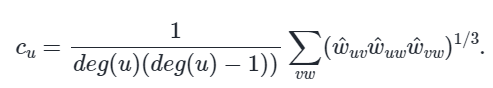 c_u = \frac{1}{deg(u)(deg(u) - 1))} \sum_{vw} (\hat{w}_{uv} \hat{w}_{uw} \hat{w}_{vw})^{1/3}.